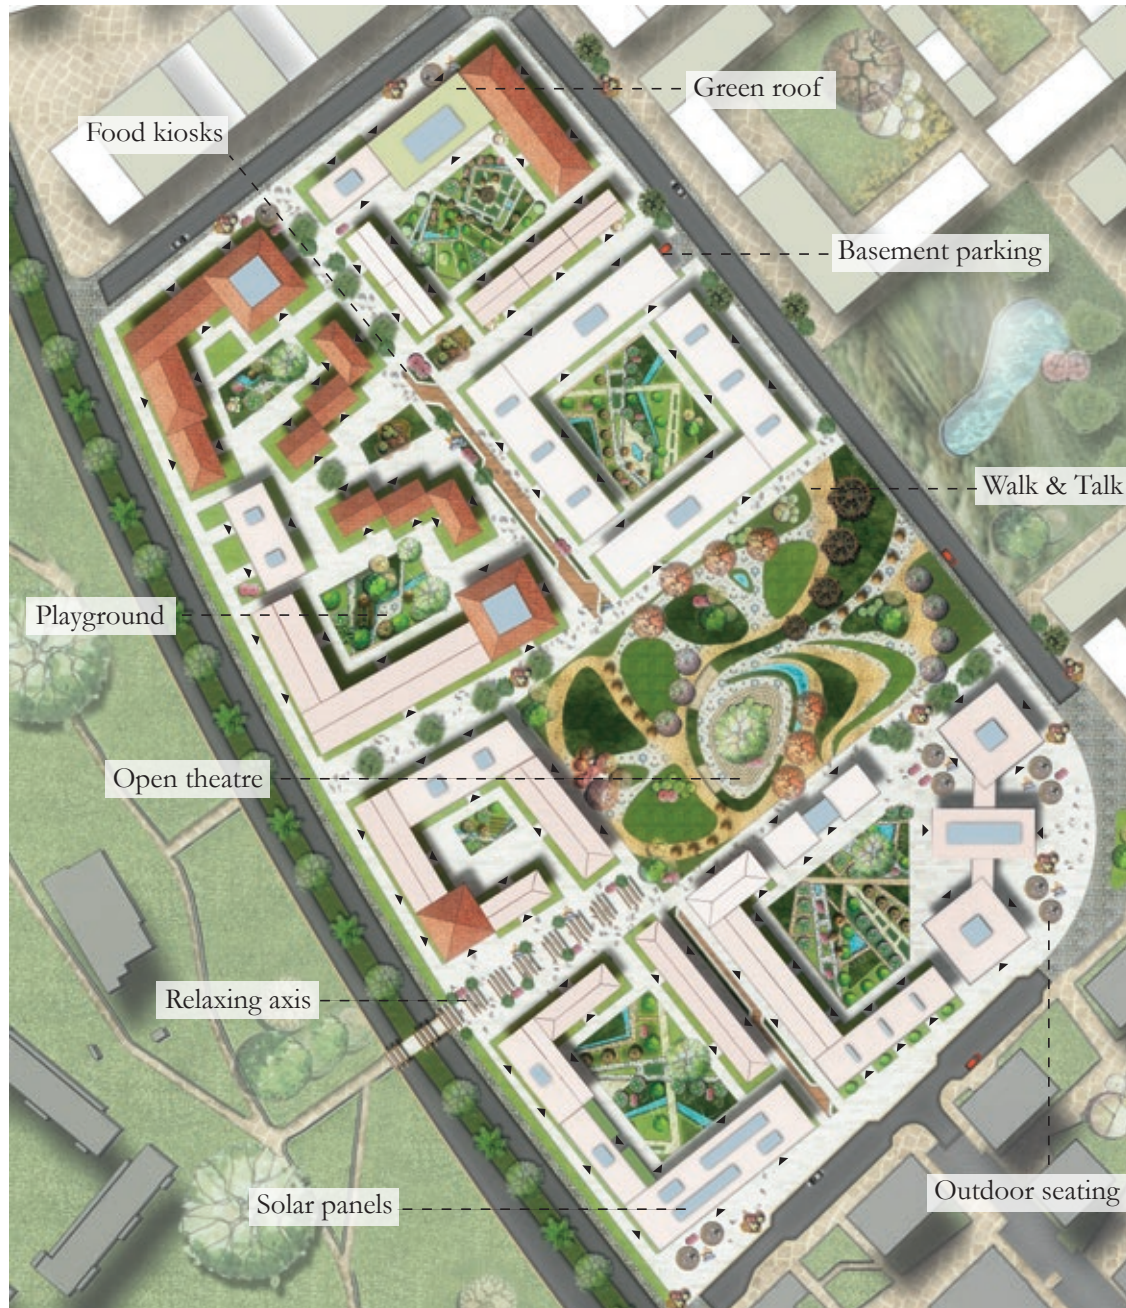 Green roof
Food kiosks
Basement parking
Walk & Talk
Playground
Open theatre
Relaxing axis
Outdoor seating
Solar panels